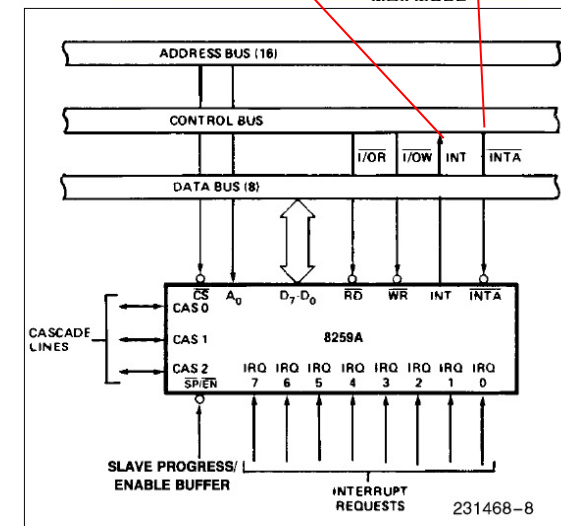 ADDRESS BUS (16)
CONTROL BUS
I/OR I/OW INT INTA
DATA BUS (8)
CS A0 D7-D0 RD WR INT INTA
CAS 0
CASCADE
LINES
CAS 1
8259A
CAS 2
SP/EN
IRQ IRQ IRQ IRQ IRQ IRQ IRQ IRQ
7 6 5 4 3 2 1 0
SLAVE PROGRESS/
ENABLE BUFFER
INTERRUPT
REQUESTS
231468-8